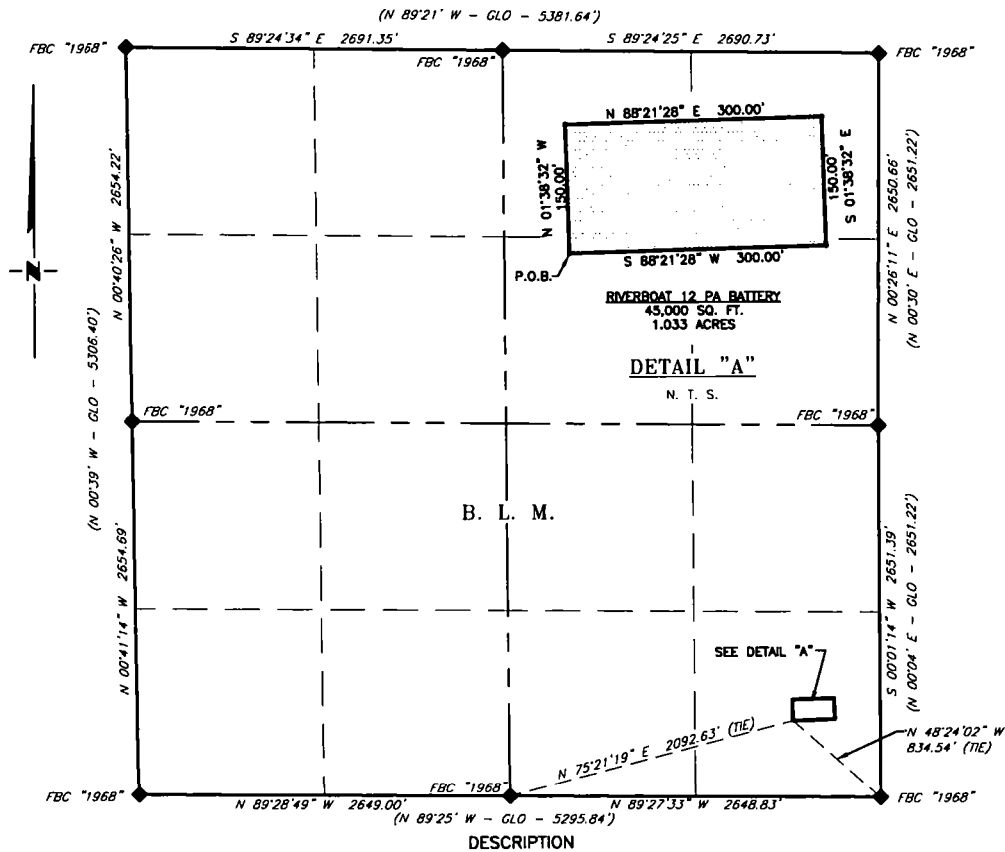 (N 89°21' W - GLO - 5381.64')
FBC "1968"
S 89°24'34" E 2691.35'
FBC "1968"
S 89°24'25" E 2690.73'
FBC "1968"
N 88°21'28" E 300.00'
N 01°38'32" W
150.00'
150.00'
S 01°38'32" E
S 88°21'28" W 300.00'
P.O.B.
RIVERBOAT 12 PA BATTERY
45,000 SQ. FT.
1.033 ACRES
DETAIL "A"
N. T. S.
N 00°40'26" W 2654.22'
N 00°26'11" E 2650.66'
(N 00°30' E - GLO - 2651.22')
N
(N 00°39' W - GLO - 5306.40')
FBC "1968"
FBC "1968"
B. L. M.
N 00°41'14" W 2654.69'
S 00°01'14" W 2651.39'
(N 00°04' E - GLO - 2651.22')
SEE DETAIL "A"
N 75°21'19" E 2092.63' (TIE)
N 48°24'02" W
834.54' (TIE)
FBC "1968"
N 89°28'49" W 2649.00'
FBC "1968"
N 89°27'33" W 2648.83'
FBC "1968"
(N 89°25' W - GLO - 5295.84')
DESCRIPTION